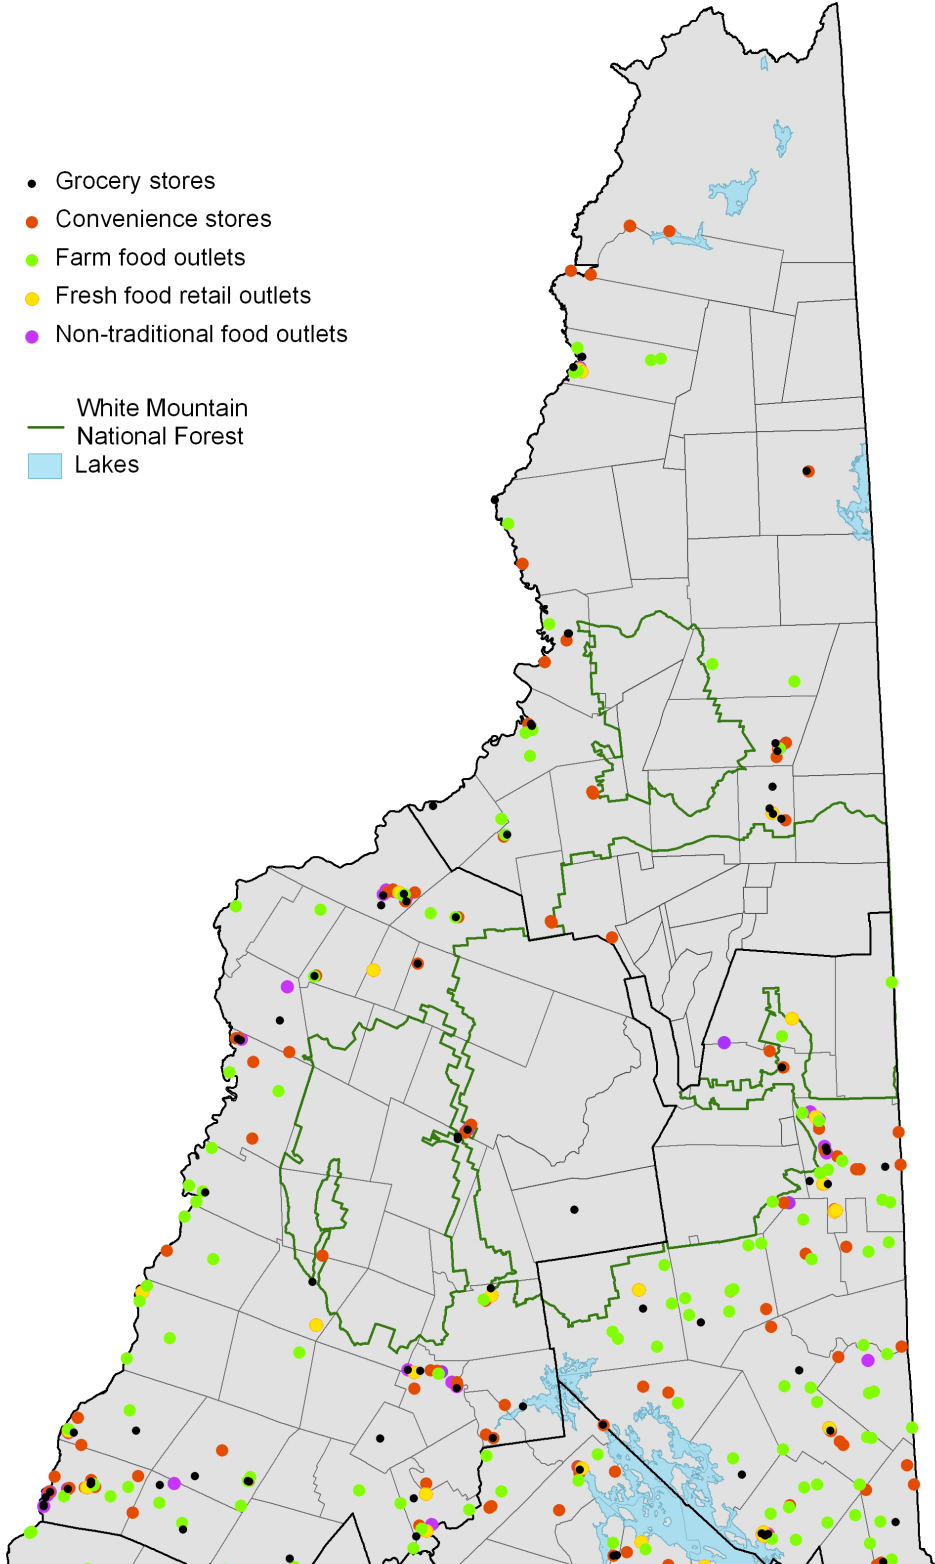 Grocery stores
Convenience stores
Farm food outlets
Fresh food retail outlets
Non-traditional food outlets
White Mountain
National Forest
Lakes